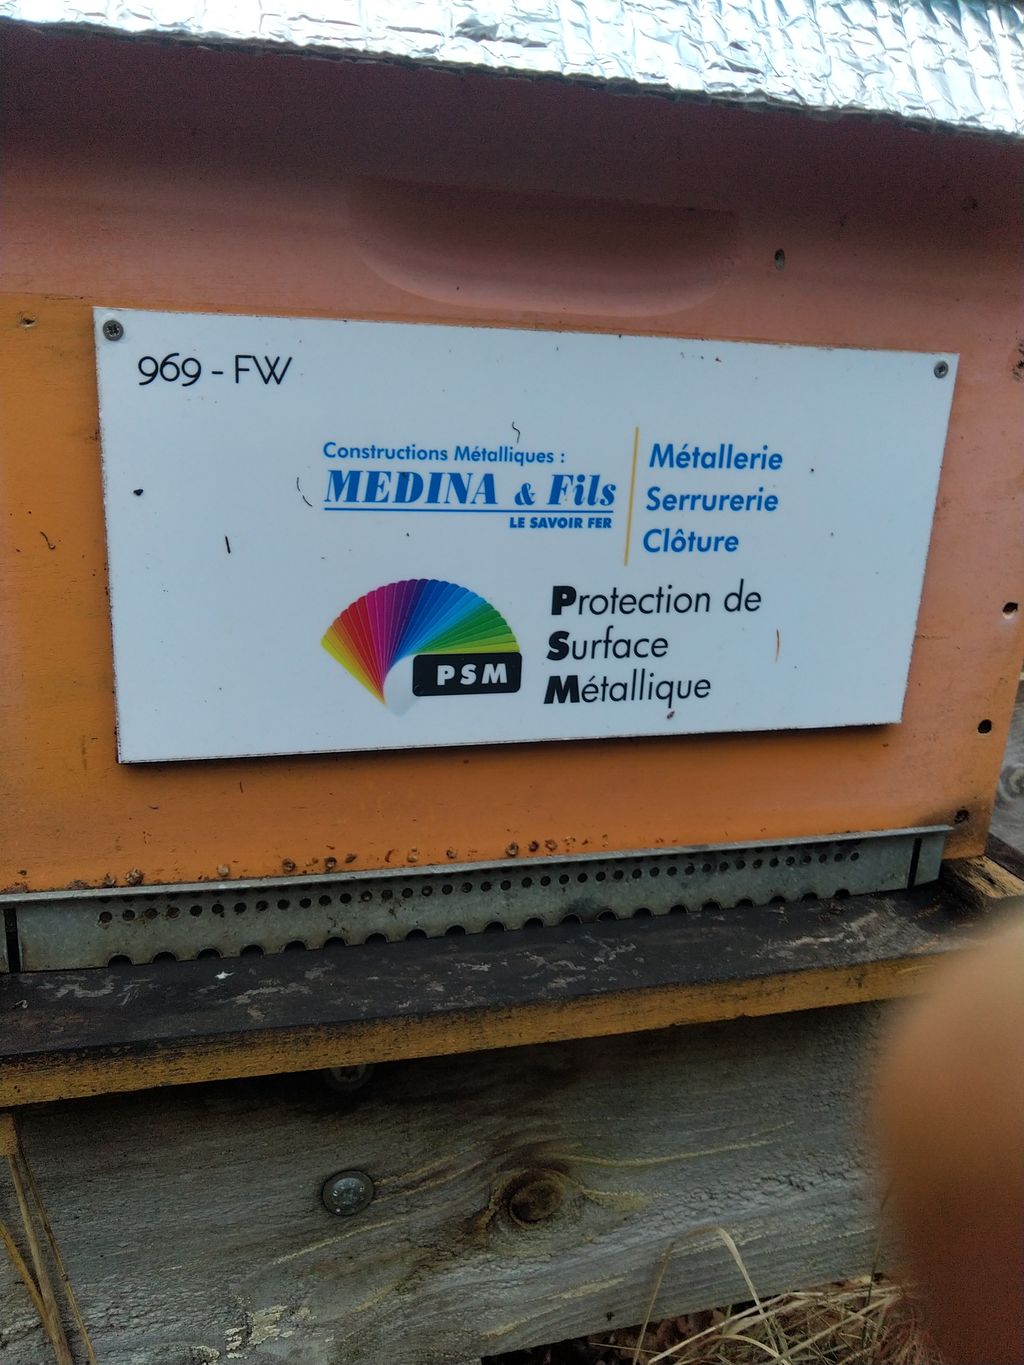 969 - FW
Constructions Métalliques :
MEDINA & Fils
LE SAVOIR FER
Métallerie
Serrurerie
Clôture
PSM
Protection de
Surface
Métallique